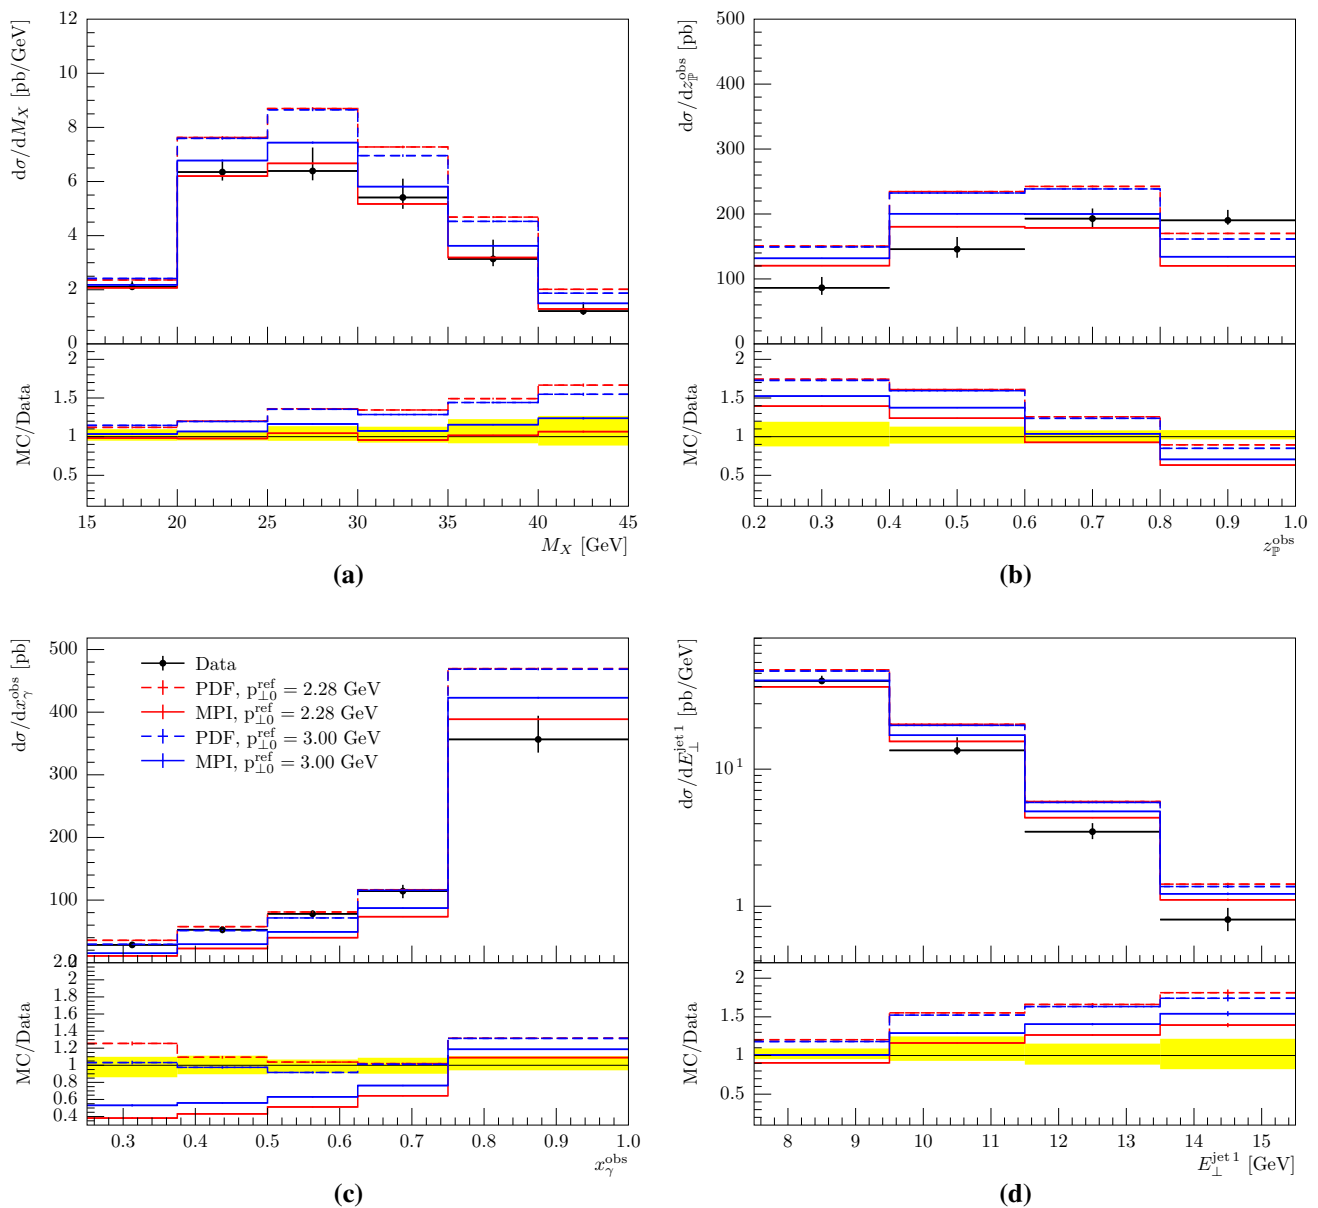 12
10
8
6
4
2
0
dσ/dM_X [pb/GeV]
2
1.5
1
0.5
MC/Data
15 20 25 30 35 40 45
M_X [GeV]
(a)
500
400
300
200
100
0
dσ/dz_ℙ^obs [pb]
2
1.5
1
0.5
MC/Data
0.2 0.3 0.4 0.5 0.6 0.7 0.8 0.9 1.0
z_ℙ^obs
(b)
500
400
300
200
100
0
dσ/dx_γ^obs [pb]
Data
PDF, p_⊥0^ref = 2.28 GeV
MPI, p_⊥0^ref = 2.28 GeV
PDF, p_⊥0^ref = 3.00 GeV
MPI, p_⊥0^ref = 3.00 GeV
2.2
2
1.8
1.6
1.4
1.2
1
0.8
0.6
0.4
MC/Data
0.3 0.4 0.5 0.6 0.7 0.8 0.9 1.0
x_γ^obs
(c)
10^1
1
dσ/dE_⊥^jet 1 [pb/GeV]
2
1.5
1
0.5
MC/Data
8 9 10 11 12 13 14 15
E_⊥^jet 1 [GeV]
(d)